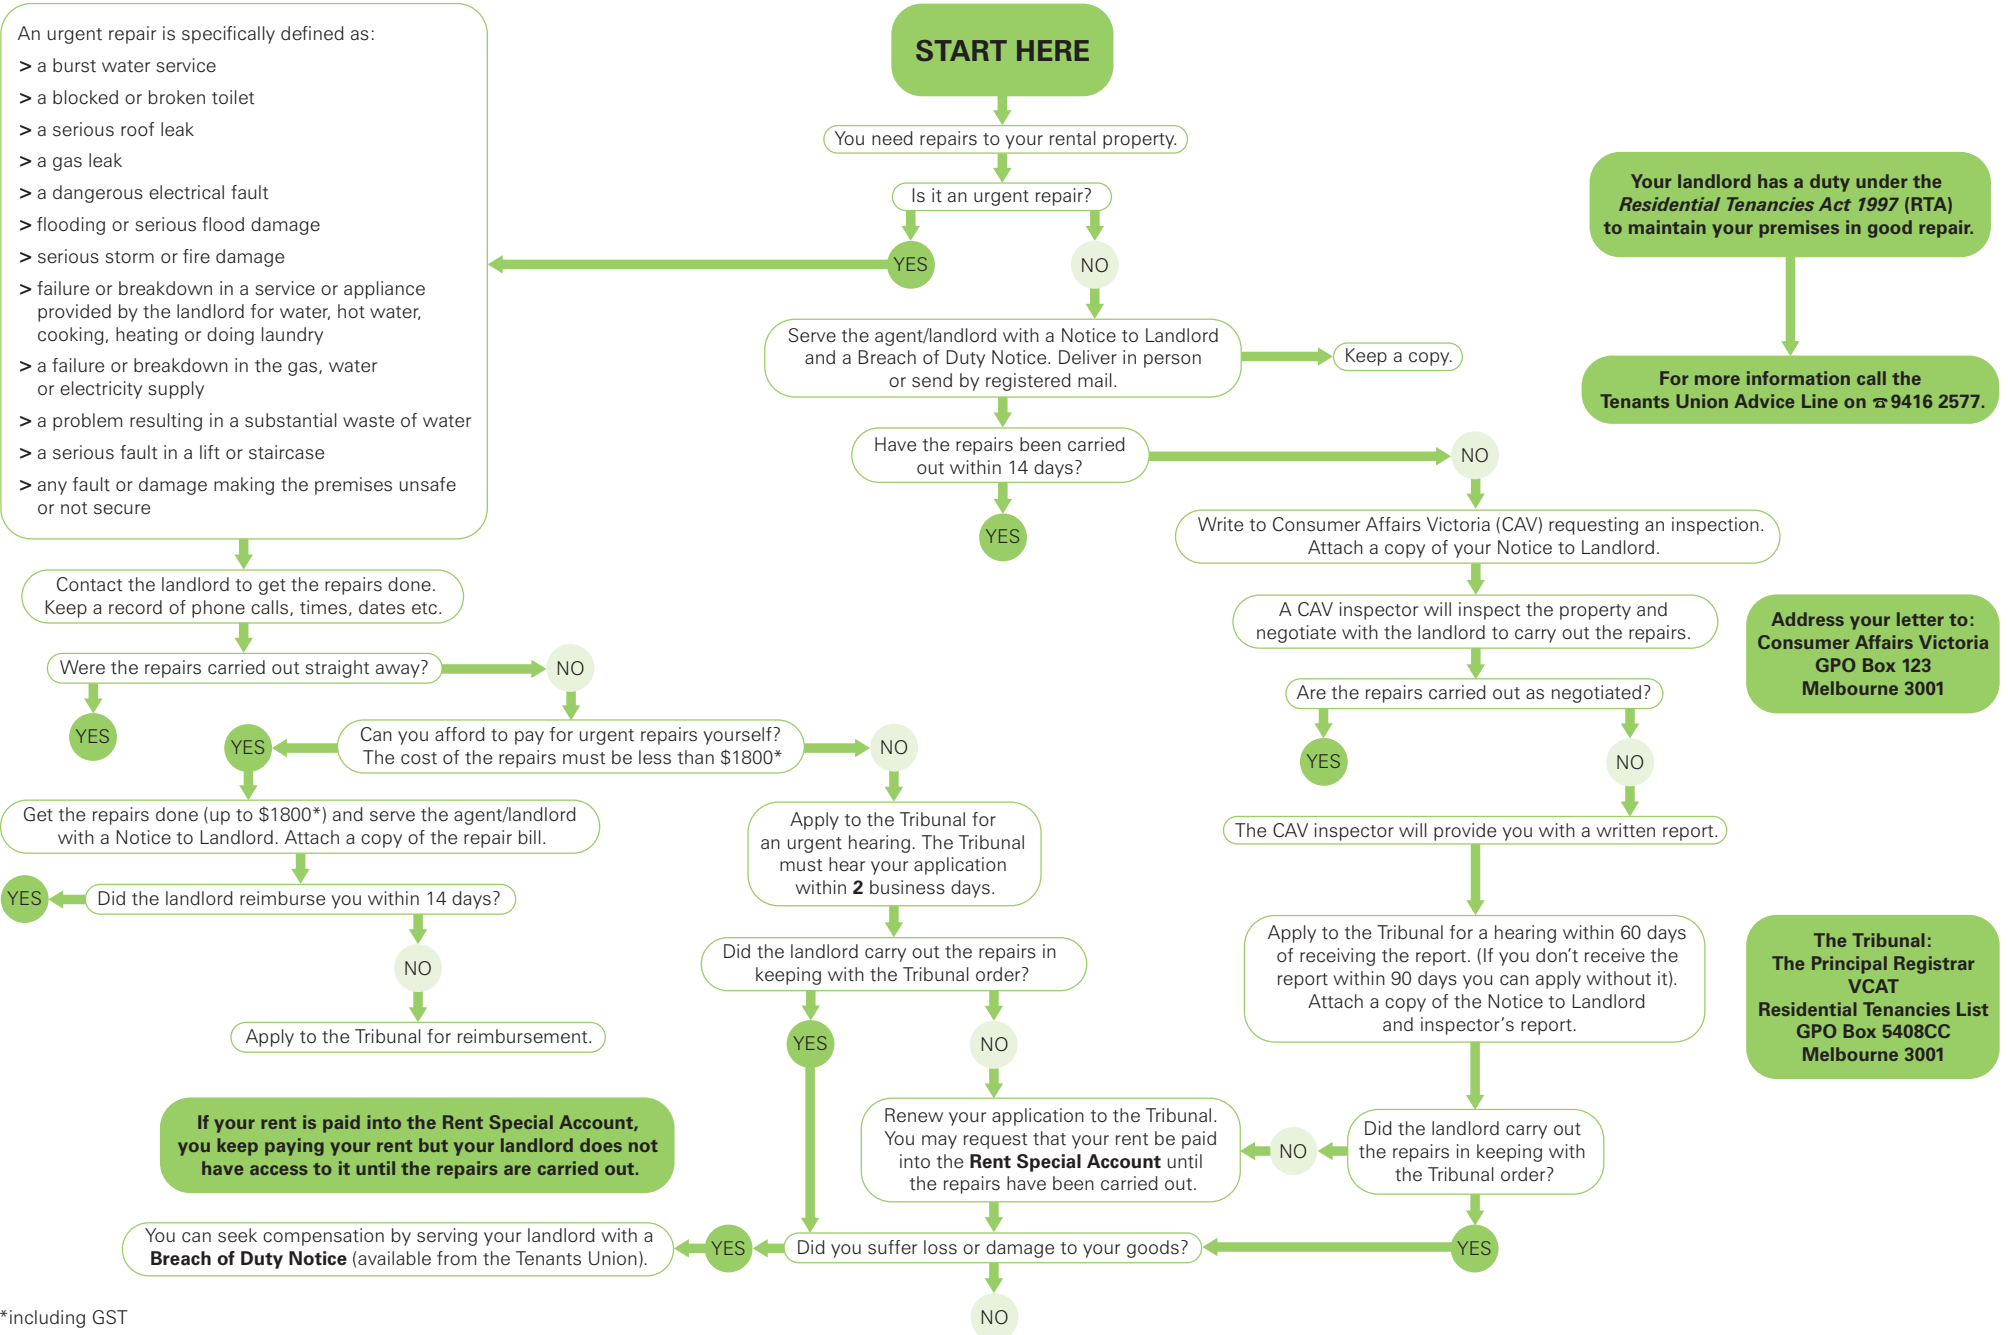 START HERE
You need repairs to your rental property.
Is it an urgent repair?
YES
NO
An urgent repair is specifically defined as:
> a burst water service
> a blocked or broken toilet
> a serious roof leak
> a gas leak
> a dangerous electrical fault
> flooding or serious flood damage
> serious storm or fire damage
> failure or breakdown in a service or appliance
provided by the landlord for water, hot water,
cooking, heating or doing laundry
> a failure or breakdown in the gas, water
or electricity supply
> a problem resulting in a substantial waste of water
> a serious fault in a lift or staircase
> any fault or damage making the premises unsafe
or not secure
Contact the landlord to get the repairs done.
Keep a record of phone calls, times, dates etc.
Were the repairs carried out straight away?
NO
YES
Can you afford to pay for urgent repairs yourself?
The cost of the repairs must be less than $1800*
YES
NO
Get the repairs done (up to $1800*) and serve the agent/landlord
with a Notice to Landlord. Attach a copy of the repair bill.
Did the landlord reimburse you within 14 days?
YES
NO
Apply to the Tribunal for reimbursement.
Apply to the Tribunal for
an urgent hearing. The Tribunal
must hear your application
within 2 business days.
Did the landlord carry out the repairs in
keeping with the Tribunal order?
YES
NO
Renew your application to the Tribunal.
You may request that your rent be paid
into the Rent Special Account until
the repairs have been carried out.
If your rent is paid into the Rent Special Account,
you keep paying your rent but your landlord does not
have access to it until the repairs are carried out.
Did you suffer loss or damage to your goods?
YES
You can seek compensation by serving your landlord with a
Breach of Duty Notice (available from the Tenants Union).
NO
*including GST
Serve the agent/landlord with a Notice to Landlord
and a Breach of Duty Notice. Deliver in person
or send by registered mail.
Keep a copy.
Have the repairs been carried
out within 14 days?
YES
NO
Write to Consumer Affairs Victoria (CAV) requesting an inspection.
Attach a copy of your Notice to Landlord.
A CAV inspector will inspect the property and
negotiate with the landlord to carry out the repairs.
Are the repairs carried out as negotiated?
YES
NO
The CAV inspector will provide you with a written report.
Apply to the Tribunal for a hearing within 60 days
of receiving the report. (If you don’t receive the
report within 90 days you can apply without it).
Attach a copy of the Notice to Landlord
and inspector’s report.
Did the landlord carry out
the repairs in keeping with
the Tribunal order?
NO
YES
Your landlord has a duty under the
Residential Tenancies Act 1997 (RTA)
to maintain your premises in good repair.
For more information call the
Tenants Union Advice Line on ☎ 9416 2577.
Address your letter to:
Consumer Affairs Victoria
GPO Box 123
Melbourne 3001
The Tribunal:
The Principal Registrar
VCAT
Residential Tenancies List
GPO Box 5408CC
Melbourne 3001